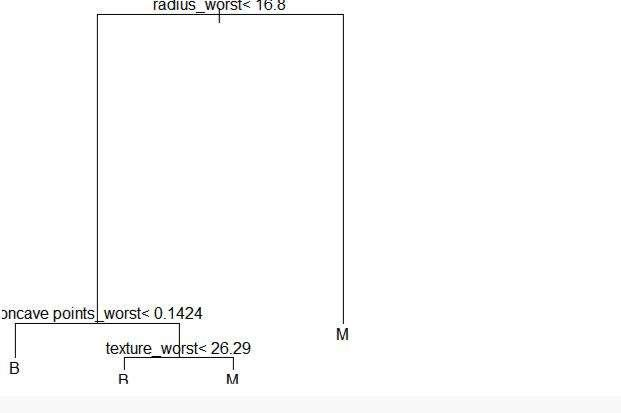 radius_worst< 16.8
oncave points_worst< 0.1424
M
texture_worst< 26.29
B
B M